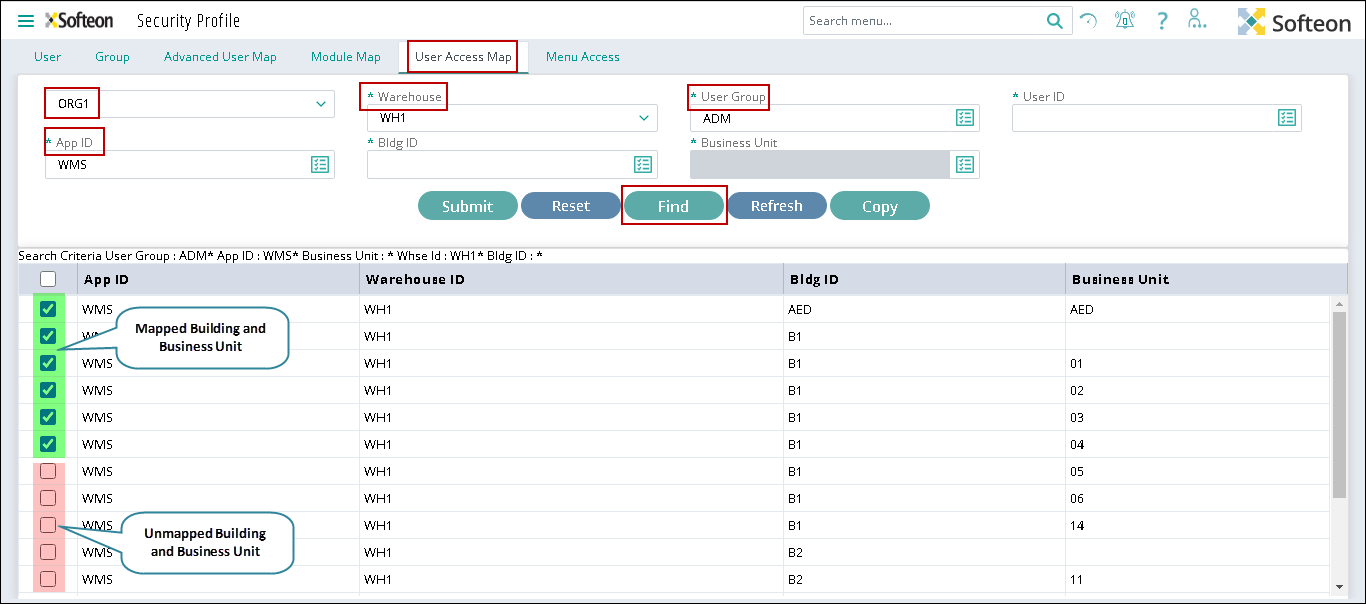 Softeon Security Profile Search menu... ? Softeon
User Group Advanced User Map Module Map User Access Map Menu Access
* Warehouse * User Group * User ID
ORG1 WH1 ADM
* App ID * Bldg ID * Business Unit
WMS
Submit Reset Find Refresh Copy
Search Criteria User Group : ADM* App ID : WMS* Business Unit : * Whse Id : WH1* Bldg ID : *
App ID Warehouse ID Bldg ID Business Unit
WMS WH1 AED AED
Mapped Building and
Business Unit
WMS WH1 B1
WMS WH1 B1 01
WMS WH1 B1 02
WMS WH1 B1 03
WMS WH1 B1 04
WMS WH1 B1 05
WMS WH1 B1 06
WMS WH1 B1 14
Unmapped Building
and Business Unit
WMS WH1 B2
WMS WH1 B2 11